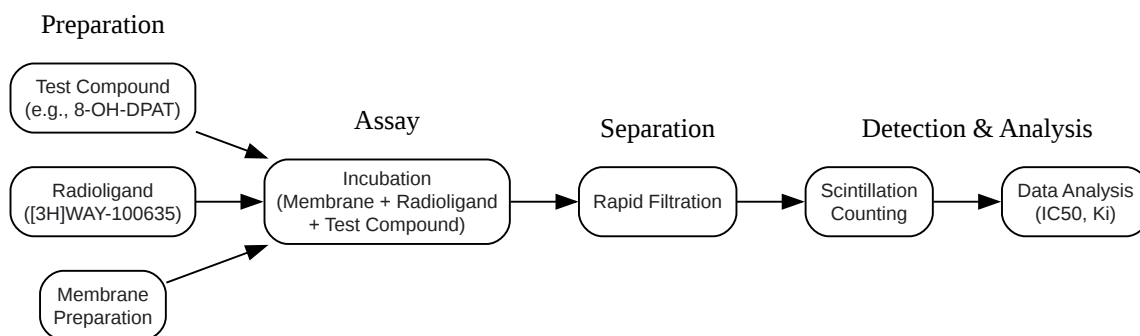 Preparation
Test Compound
(e.g., 8-OH-DPAT)
Radioligand
([3H]WAY-100635)
Membrane
Preparation
Assay
Incubation
(Membrane + Radioligand
+ Test Compound)
Separation
Rapid Filtration
Detection & Analysis
Scintillation
Counting
Data Analysis
(IC50, Ki)